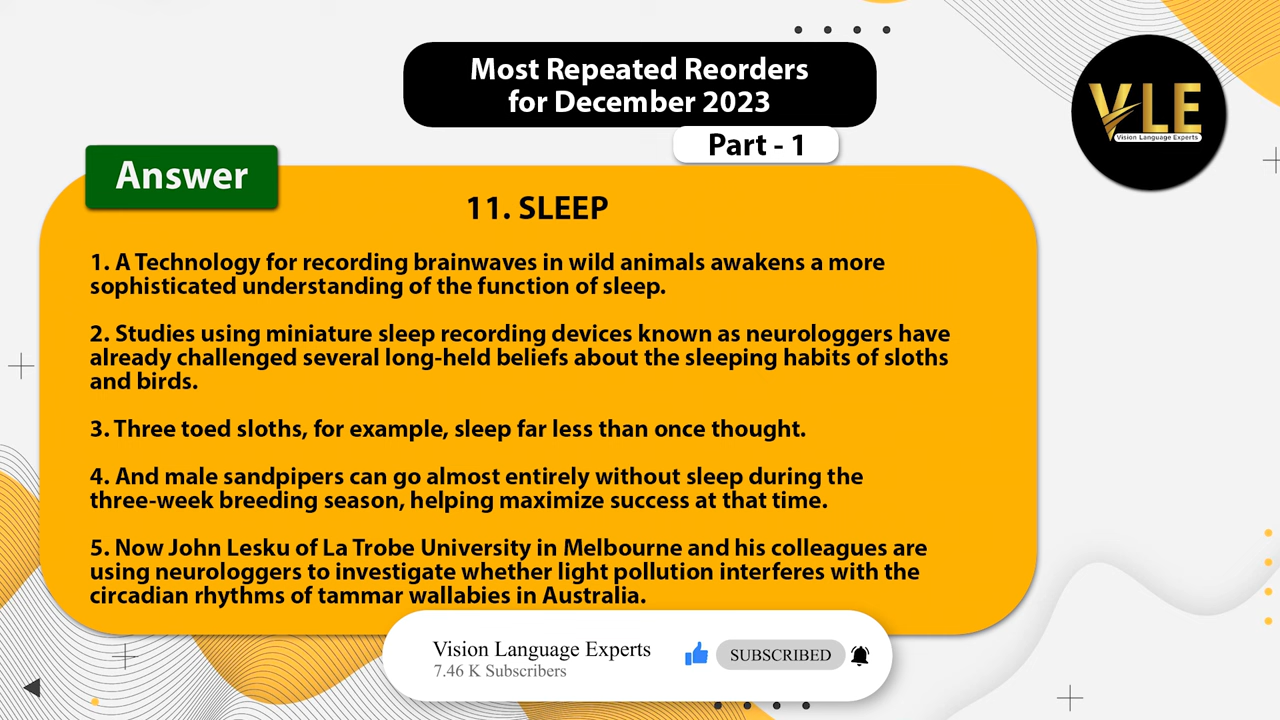 Most Repeated Reorders
for December 2023
Part - 1
VLE
Vision Language Experts
Answer
11. SLEEP
1. A Technology for recording brainwaves in wild animals awakens a more
sophisticated understanding of the function of sleep.
2. Studies using miniature sleep recording devices known as neurologgers have
already challenged several long-held beliefs about the sleeping habits of sloths
and birds.
3. Three toed sloths, for example, sleep far less than once thought.
4. And male sandpipers can go almost entirely without sleep during the
three-week breeding season, helping maximize success at that time.
5. Now John Lesku of La Trobe University in Melbourne and his colleagues are
using neurologgers to investigate whether light pollution interferes with the
circadian rhythms of tammar wallabies in Australia.
Vision Language Experts
7.46 K Subscribers
SUBSCRIBED